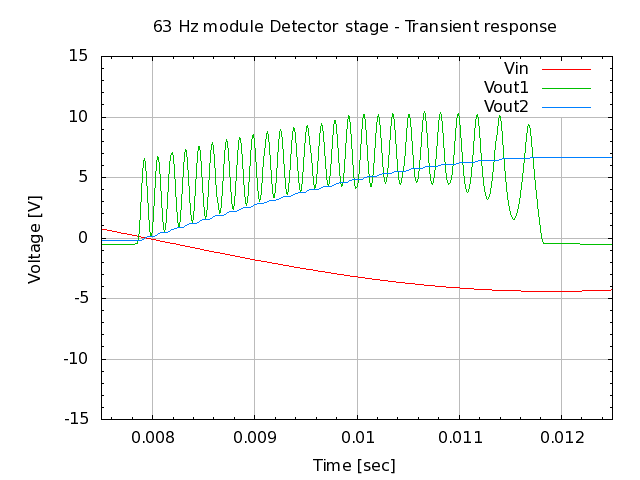 63 Hz module Detector stage - Transient response
15
10
5
0
-5
-10
-15
Voltage [V]
Vin
Vout1
Vout2
0.008 0.009 0.01 0.011 0.012
Time [sec]